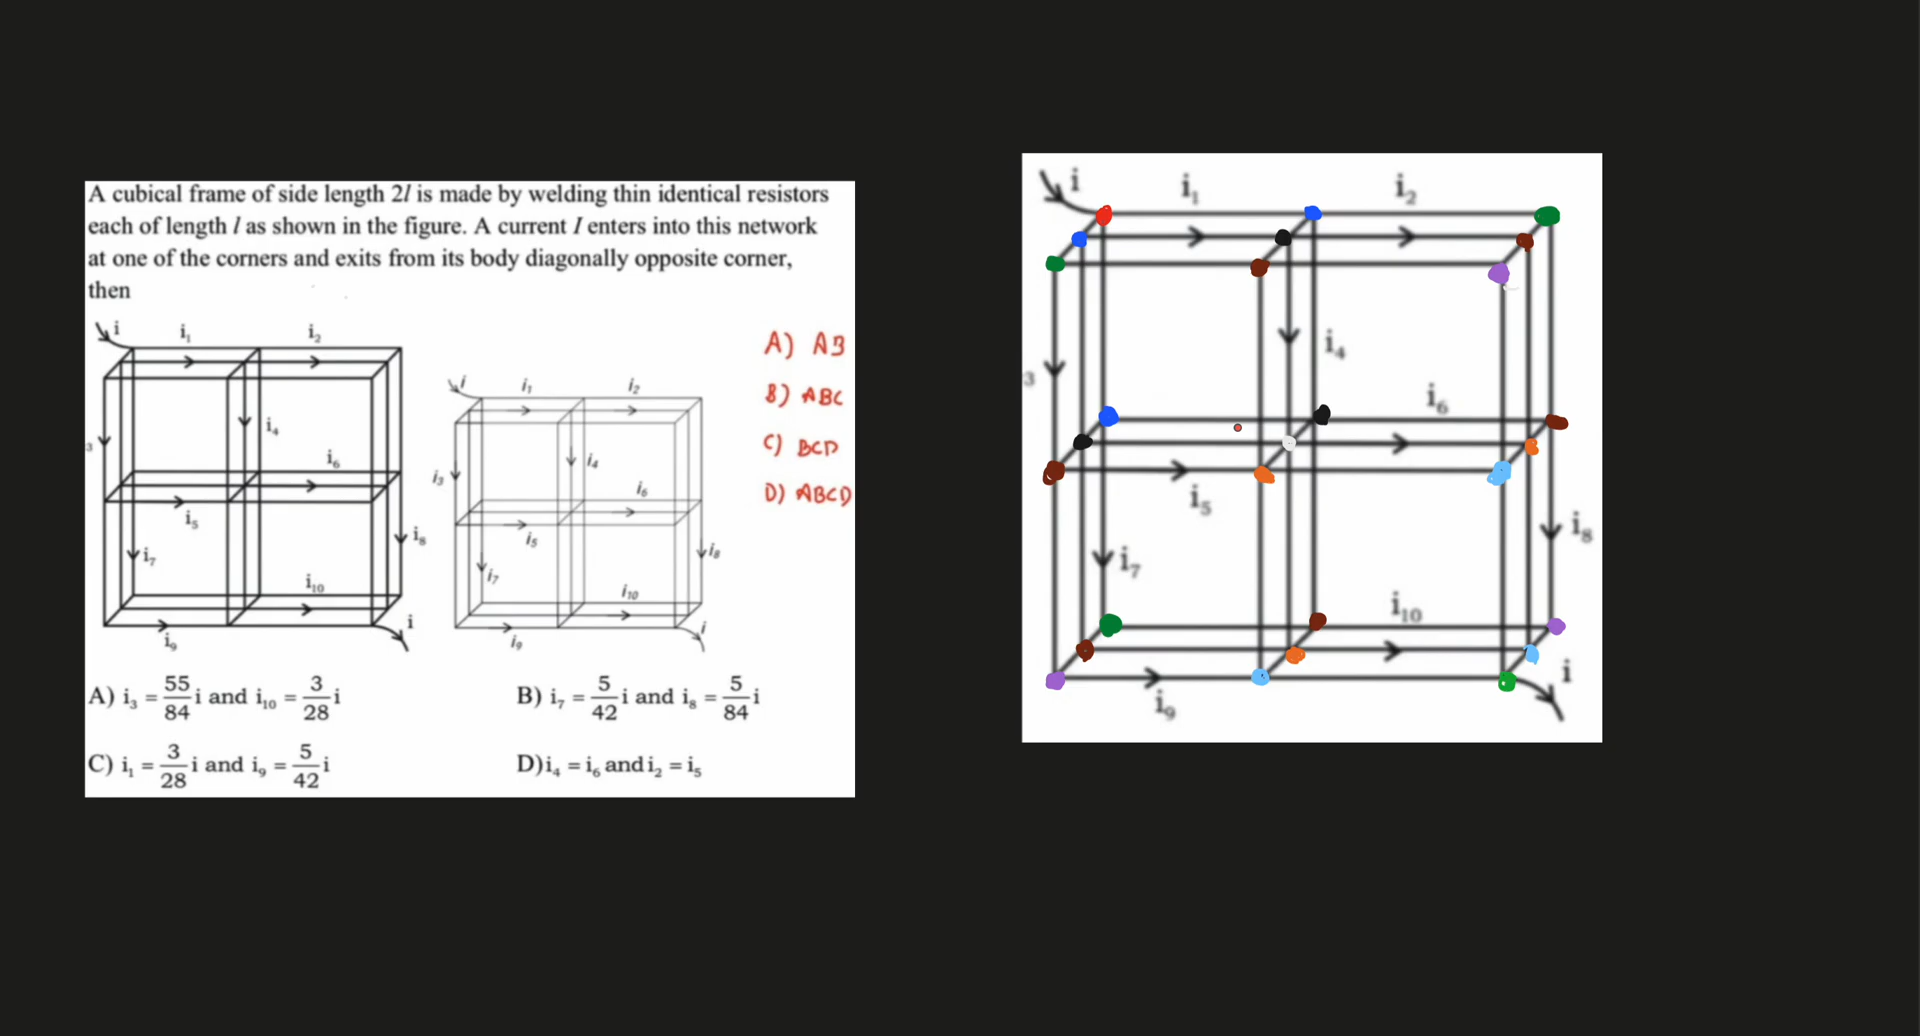 A cubical frame of side length 2l is made by welding thin identical resistors
each of length l as shown in the figure. A current I enters into this network
at one of the corners and exits from its body diagonally opposite corner,
then
i
i₁
i₂
3
i₄
i₆
i₅
i₇
i₈
i₁₀
i₉
i
i
i₁
i₂
i₃
i₄
i₆
i₅
i₇
i₈
i₁₀
i₉
i
A) AB
B) ABC
C) BCD
D) ABCD
A) i₃ = 55/84 i and i₁₀ = 3/28 i
B) i₇ = 5/42 i and i₈ = 5/84 i
C) i₁ = 3/28 i and i₉ = 5/42 i
D) i₄ = i₆ and i₂ = i₅
i
i₁
i₂
3
i₄
i₆
i₅
i₇
i₈
i₁₀
i₉
i